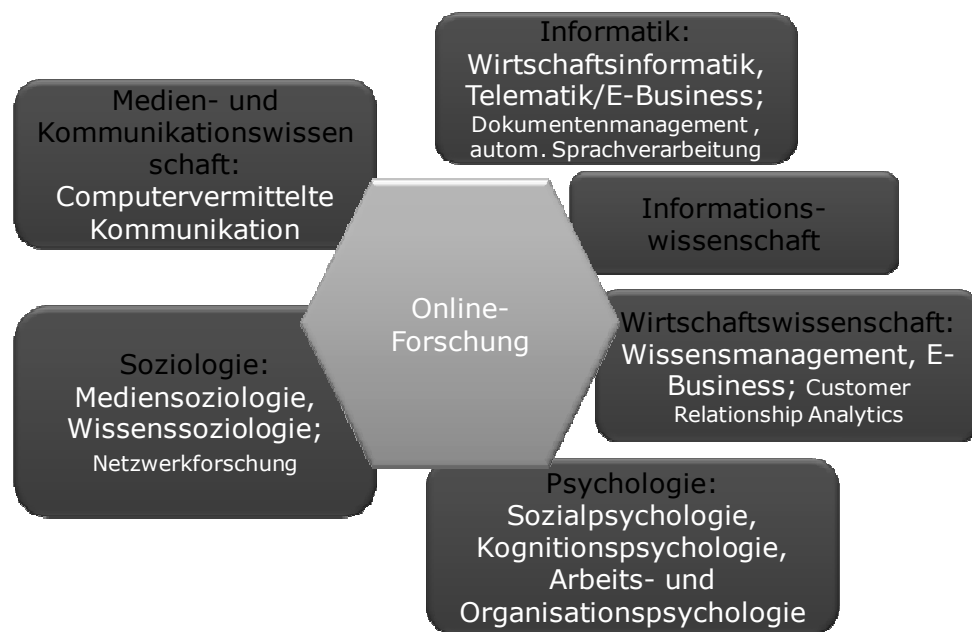 Informatik:
Wirtschaftsinformatik,
Telematik/E-Business;
Dokumentenmanagement ,
autom. Sprachverarbeitung
Medien- und
Kommunikationswissen
schaft:
Computervermittelte
Kommunikation
Informations-
wissenschaft
Online-
Forschung
Wirtschaftswissenschaft:
Wissensmanagement, E-
Business; Customer
Relationship Analytics
Soziologie:
Mediensoziologie,
Wissenssoziologie;
Netzwerkforschung
Psychologie:
Sozialpsychologie,
Kognitionspsychologie,
Arbeits- und
Organisationspsychologie